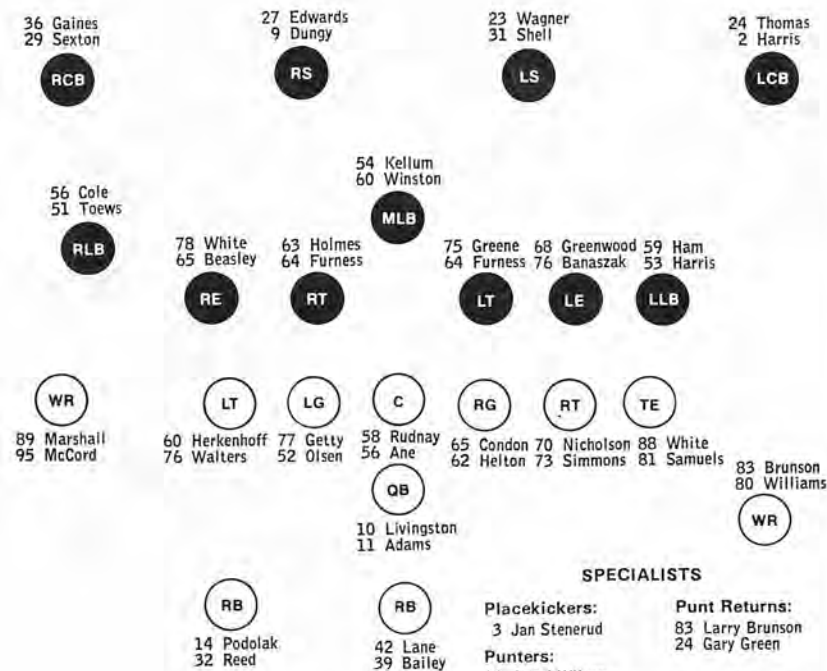 36 Gaines
29 Sexton
RCB
27 Edwards
9 Dungy
RS
23 Wagner
31 Shell
LS
24 Thomas
2 Harris
LCB
54 Kellum
60 Winston
MLB
56 Cole
51 Toews
RLB
78 White
65 Beasley
RE
63 Holmes
64 Furness
RT
75 Greene
64 Furness
LT
68 Greenwood
76 Banaszak
LE
59 Ham
53 Harris
LLB
WR
89 Marshall
95 McCord
LT
60 Herkenhoff
76 Walters
LG
77 Getty
52 Olsen
C
58 Rudnay
56 Ane
RG
65 Condon
62 Helton
RT
70 Nicholson
73 Simmons
TE
88 White
81 Samuels
83 Brunson
80 Williams
WR
QB
10 Livingston
11 Adams
RB
14 Podolak
32 Reed
RB
42 Lane
39 Bailey
SPECIALISTS
Placekickers:
3 Jan Stenerud
Punters:
Punt Returns:
83 Larry Brunson
24 Gary Green